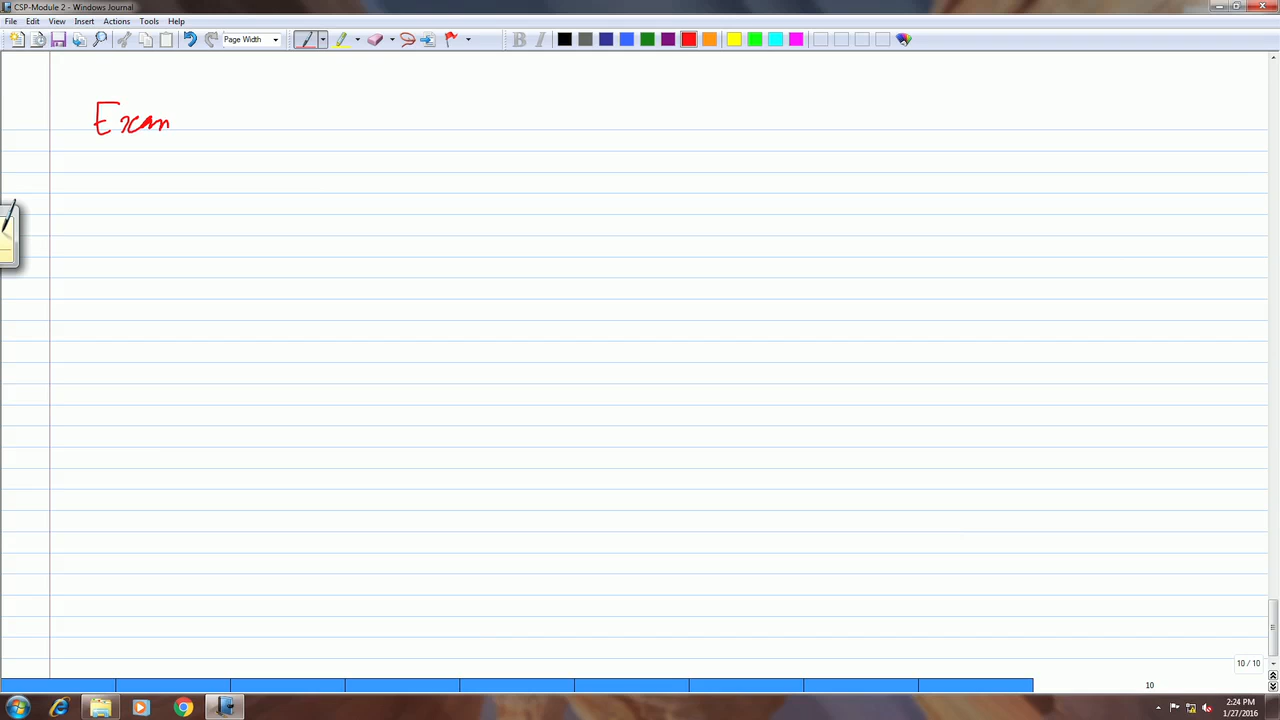 CSP-Module 2 - Windows Journal
File Edit View Insert Actions Tools Help
Page Width
B I
Exam
10 / 10
10
2:24 PM
1/27/2016